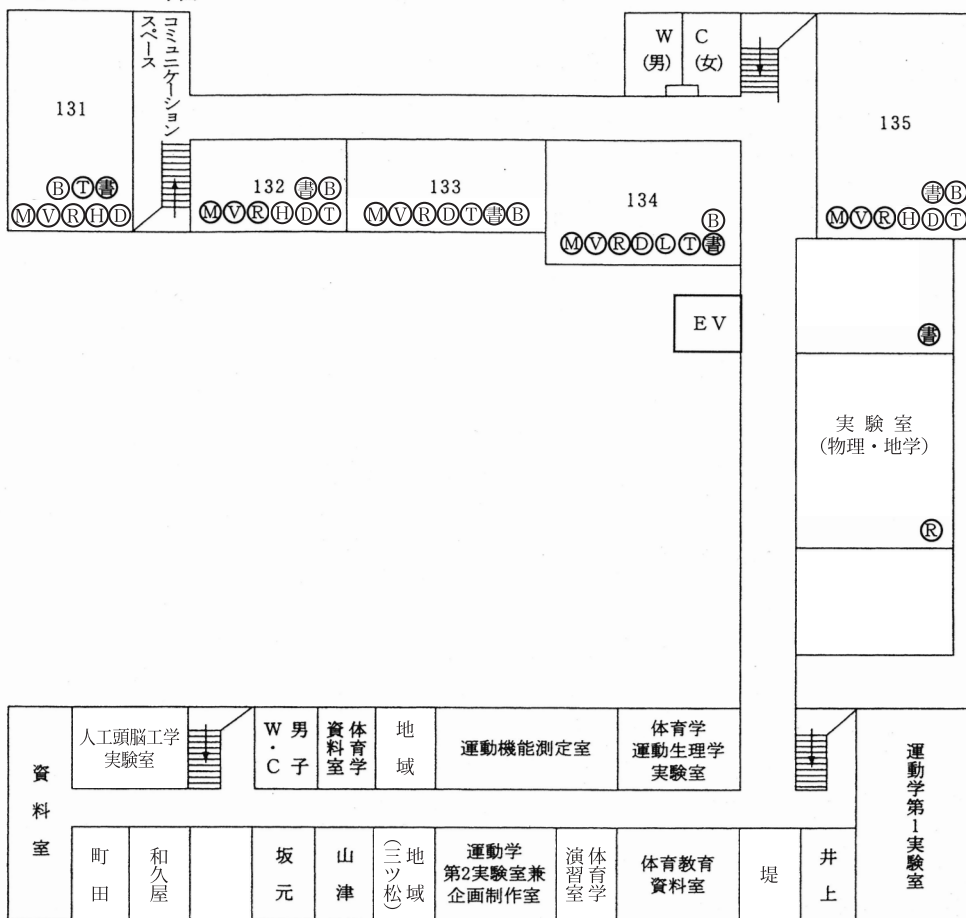 コミュニケーション
スペース
W
(男)
C
(女)
131
135
132
書B
133
134
BT書
MVRHD
MVRHDT
MVRDT書B
B
MVRDLT書
書B
MVRHDT
EV
書
実験室
(物理・地学)
R
資料室
人工頭脳工学
実験室
W・C
男子
体育学
資料室
地域
運動機能測定室
体育学
運動生理学
実験室
運動学第1実験室
町田
和久屋
坂元
山津
地域
(三ツ松)
運動学
第2実験室兼
企画制作室
体育学
演習室
体育教育
資料室
堤
井上